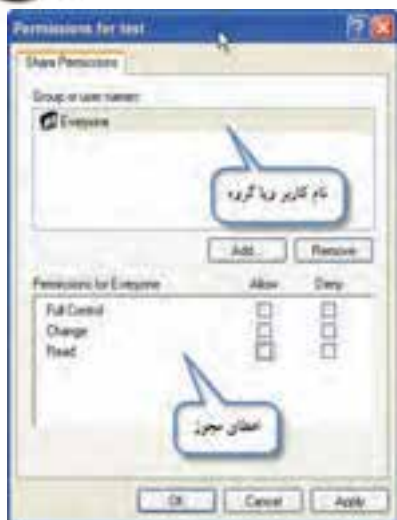 Permissions for test
Share Permissions
Group or user names:
Everyone
نام کاربر ویا گروه
Add... Remove
Permissions for Everyone Allow Deny
Full Control
Change
Read
اعطای مجوز
OK Cancel Apply